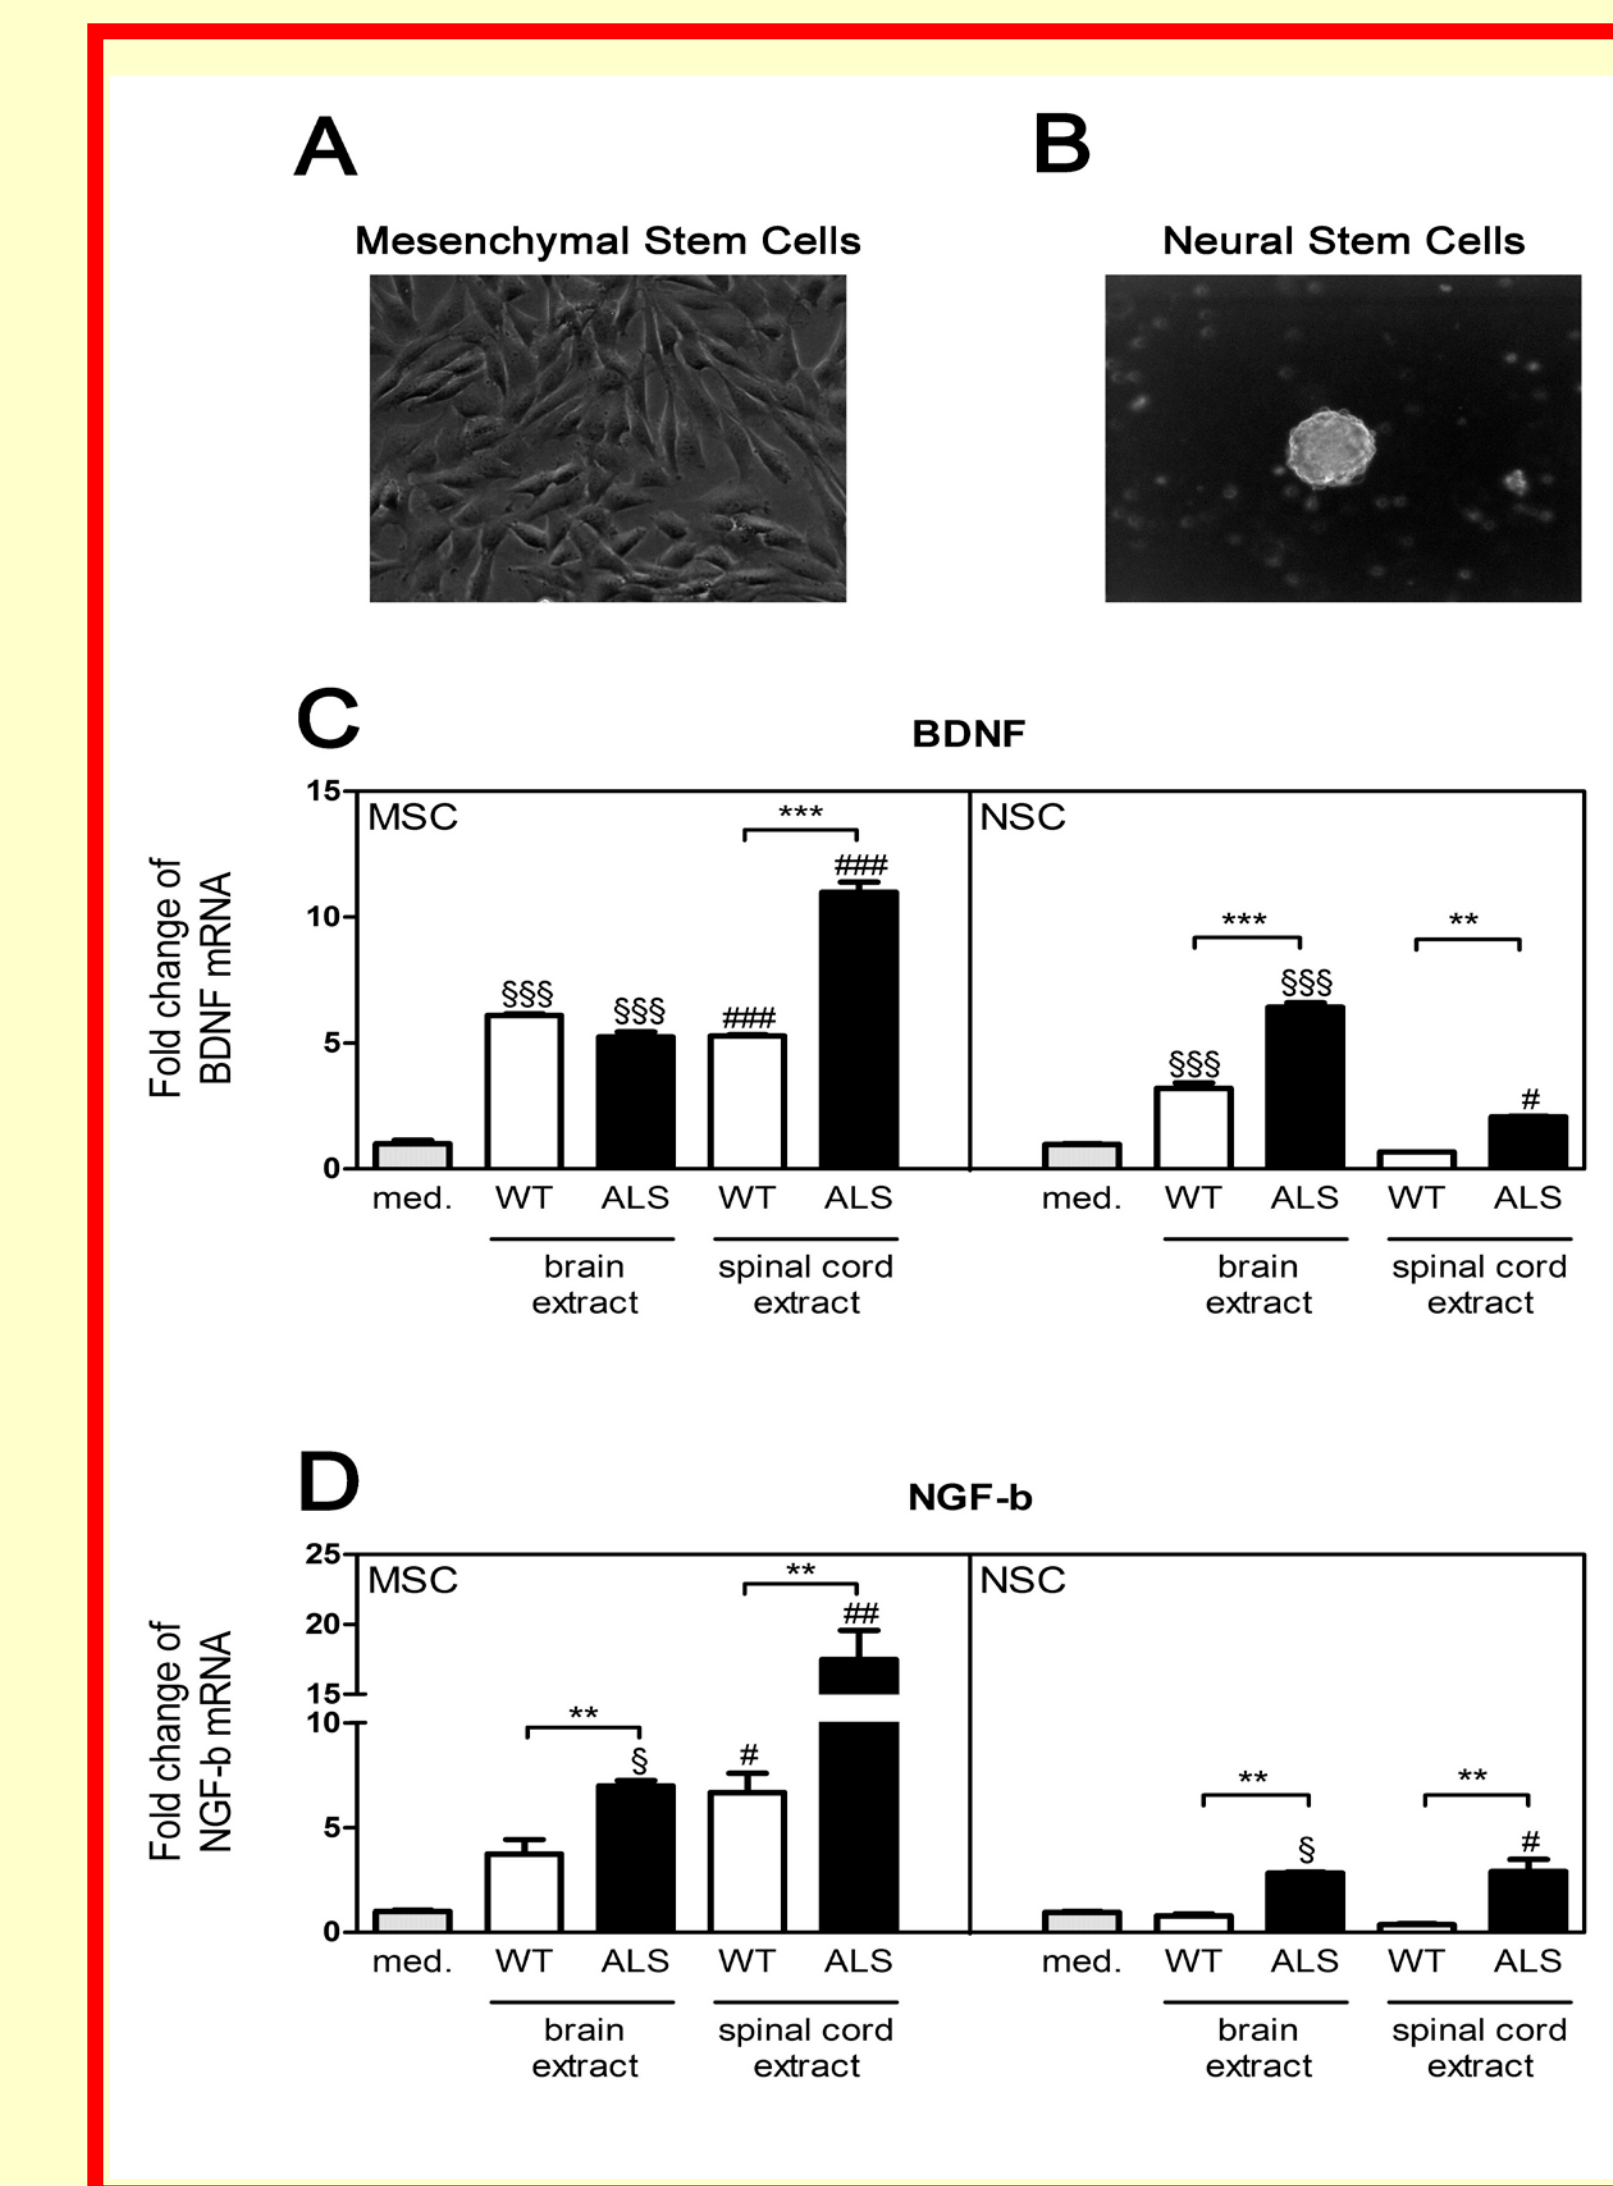 A
B
Mesenchymal Stem Cells
Neural Stem Cells
C
BDNF
Fold change of
BDNF mRNA
15
10
5
0
MSC
***
###
§§§
§§§
###
NSC
***
**
§§§
§§§
#
med. WT ALS WT ALS
med. WT ALS WT ALS
brain
extract
spinal cord
extract
brain
extract
spinal cord
extract
D
NGF-b
Fold change of
NGF-b mRNA
25
20
15
10
5
0
MSC
**
##
**
§
#
NSC
**
**
§
#
med. WT ALS WT ALS
med. WT ALS WT ALS
brain
extract
spinal cord
extract
brain
extract
spinal cord
extract